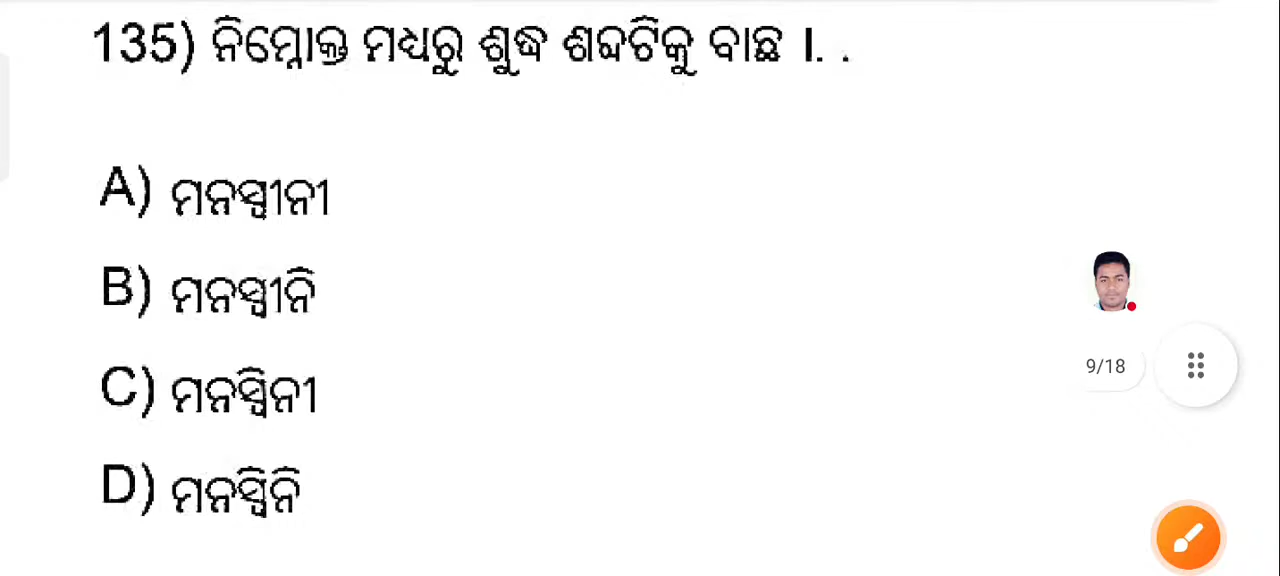 135) ନିମ୍ନୋକ୍ତ ମଧ୍ୟରୁ ଶୁଦ୍ଧ ଶବ୍ଦଟିକୁ ବାଛ ।. .
A) ମନସ୍ୱୀନୀ
B) ମନସ୍ୱୀନି
C) ମନସ୍ୱିନୀ
D) ମନସ୍ୱିନି
9/18